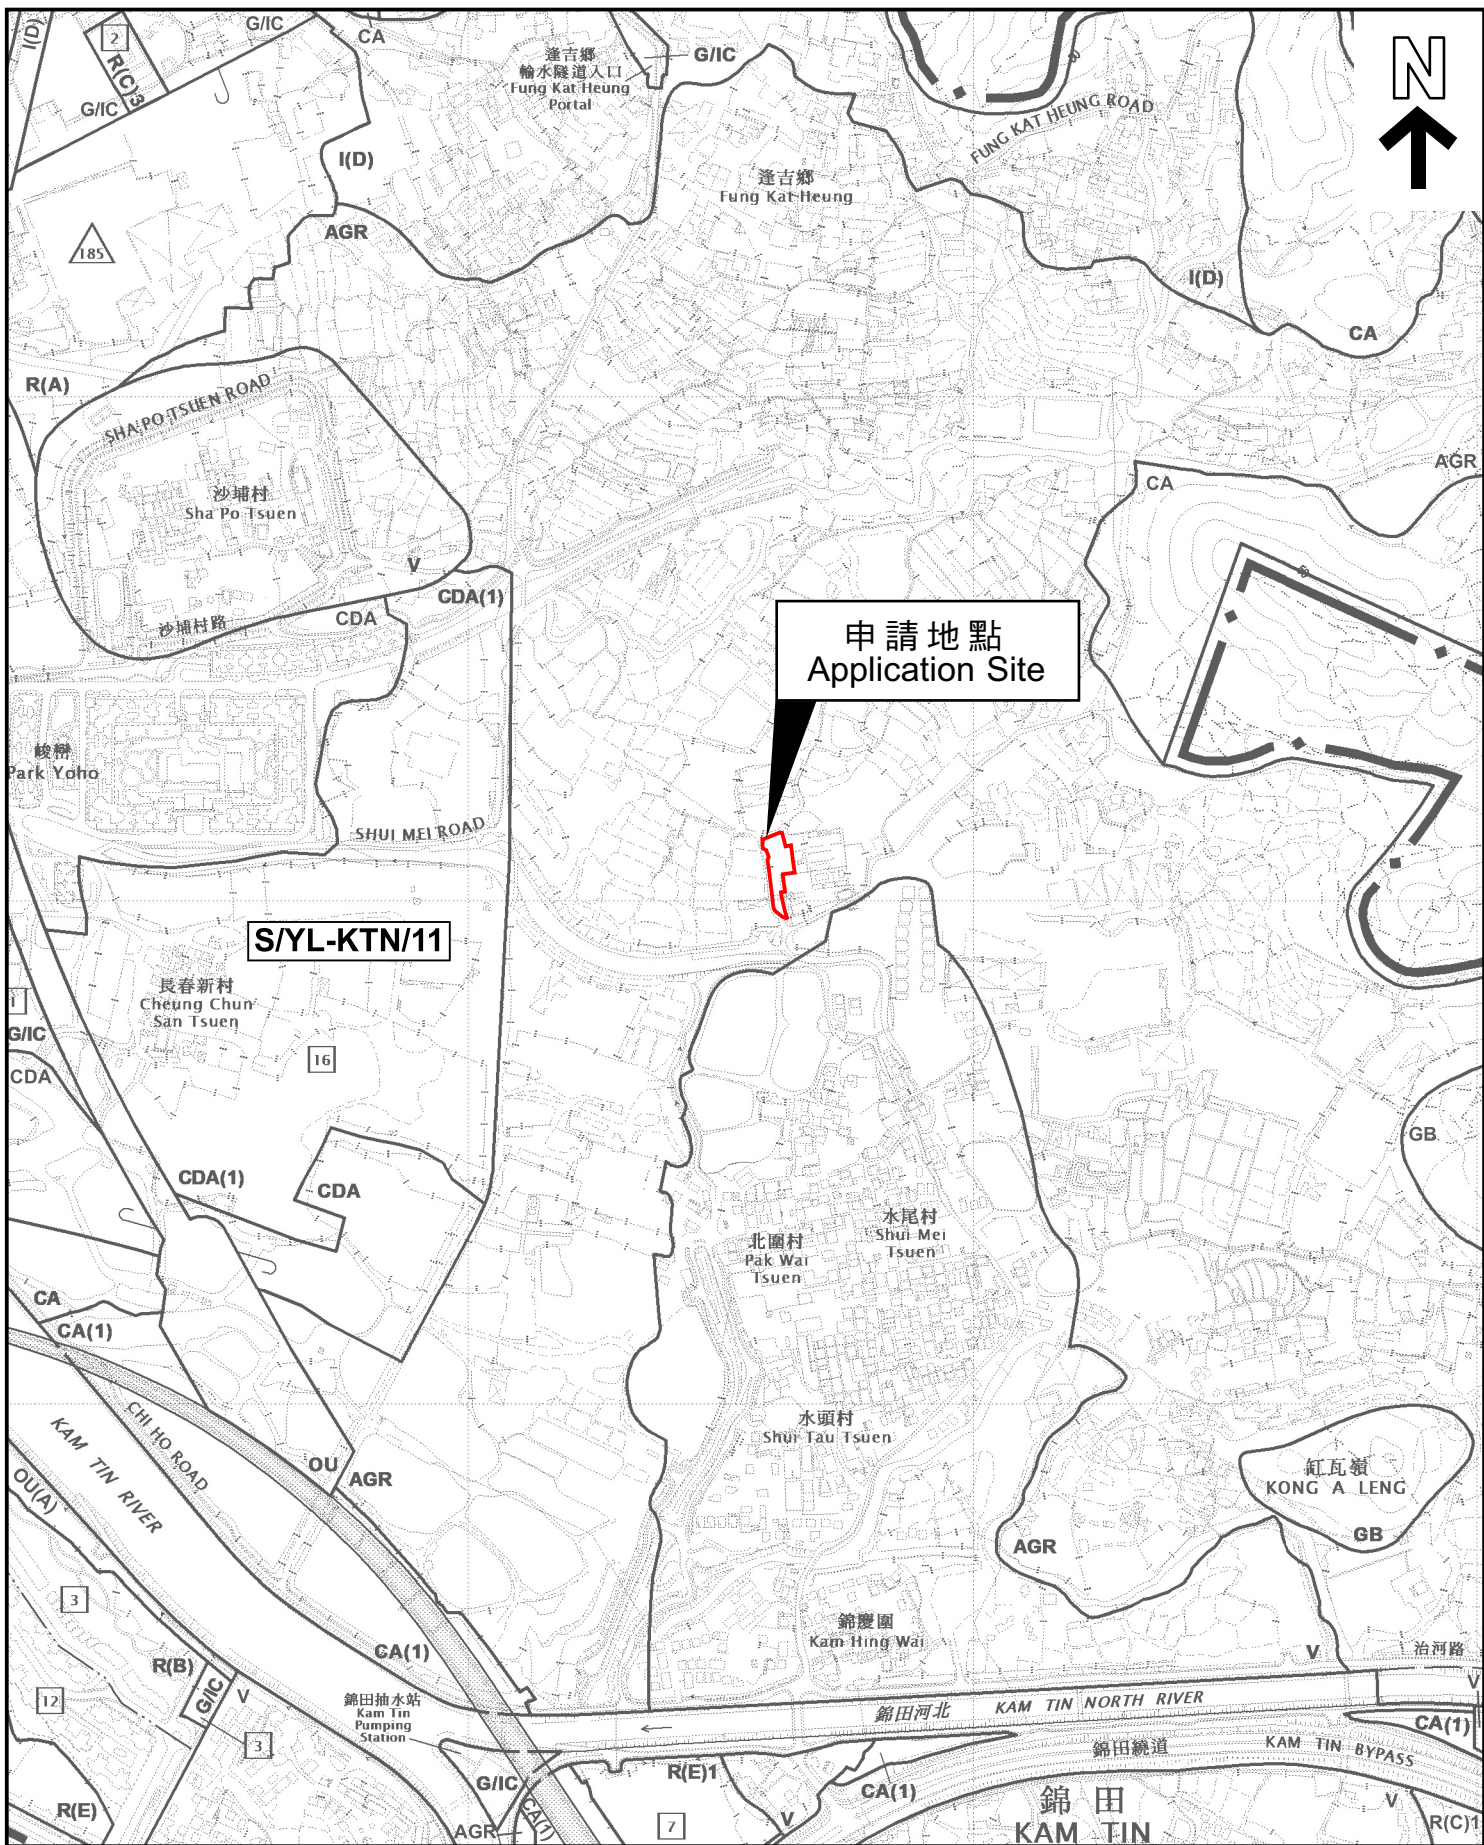 I(D)
2
R(C)3
G/IC
CA
G/IC
逢吉鄉
輸水隧道入口
Fung Kat Heung
Portal
G/IC
50
FUNG KAT HEUNG ROAD
N
I(D)
逢吉鄉
Fung Kat Heung
AGR
185
I(D)
CA
R(A)
SHA PO TSUEN ROAD
沙埔村
Sha Po Tsuen
AGR
CA
V
CDA(1)
CDA
沙埔村路
50
申請地點
Application Site
峻巒
Park Yoho
SHUI MEI ROAD
S/YL-KTN/11
長春新村
Cheung Chun
San Tsuen
1
G/IC
CDA
16
GB
CDA(1)
CDA
水尾村
Shui Mei
Tsuen
北圍村
Pak Wai
Tsuen
CA
CA(1)
CHI HO ROAD
KAM TIN RIVER
OU(A)
OU
AGR
水頭村
Shui Tau Tsuen
缸瓦嶺
KONG A LENG
GB
AGR
3
錦慶圍
Kam Hing Wai
CA(1)
R(B)
G/IC
V
12
3
錦田抽水站
Kam Tin
Pumping
Station
V
治河路
V
錦田河北
KAM TIN NORTH RIVER
CA(1)
錦田繞道
KAM TIN BYPASS
G/IC
R(E)1
CA(1)
R(E)
AGR
CA(1)
7
V
錦田
KAM TIN
V
R(C)1